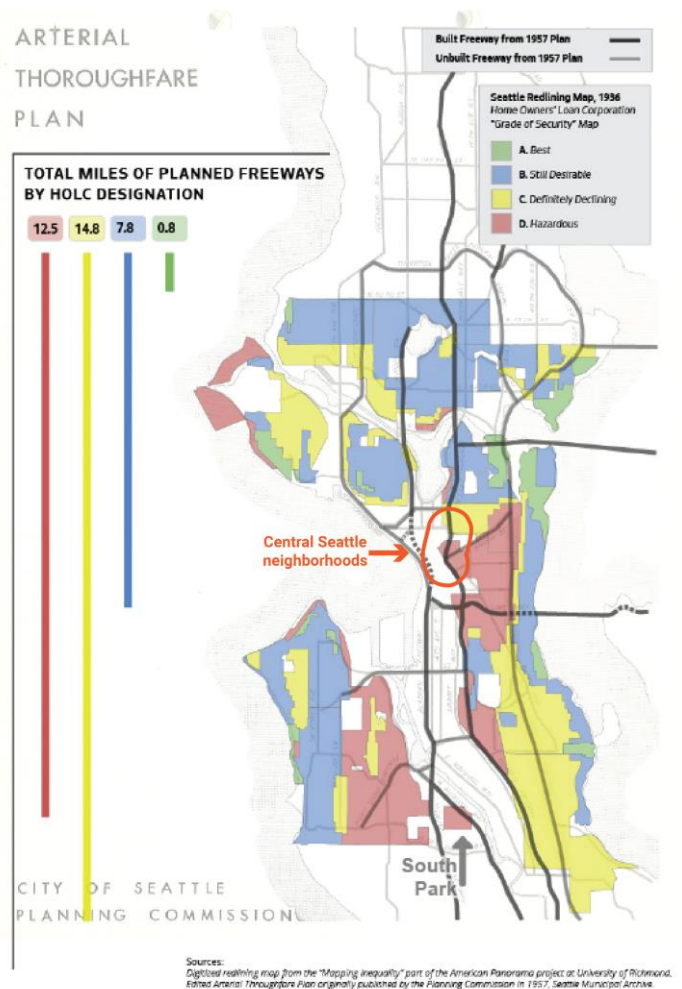 ARTERIAL
THOROUGHFARE
PLAN
Built Freeway from 1957 Plan
Unbuilt Freeway from 1957 Plan
Seattle Redlining Map, 1936
Home Owners' Loan Corporation
"Grade of Security" Map
A. Best
B. Still Desirable
C. Definitely Declining
D. Hazardous
TOTAL MILES OF PLANNED FREEWAYS
BY HOLC DESIGNATION
12.5 14.8 7.8 0.8
Central Seattle
neighborhoods
South
Park
CITY OF SEATTLE
PLANNING COMMISSION
Sources:
Digitized redlining map from the "Mapping Inequality" part of the American Panorama project at University of Richmond.
Edited Arterial Thoroughfare Plan originally published by the Planning Commission in 1957, Seattle Municipal Archive.